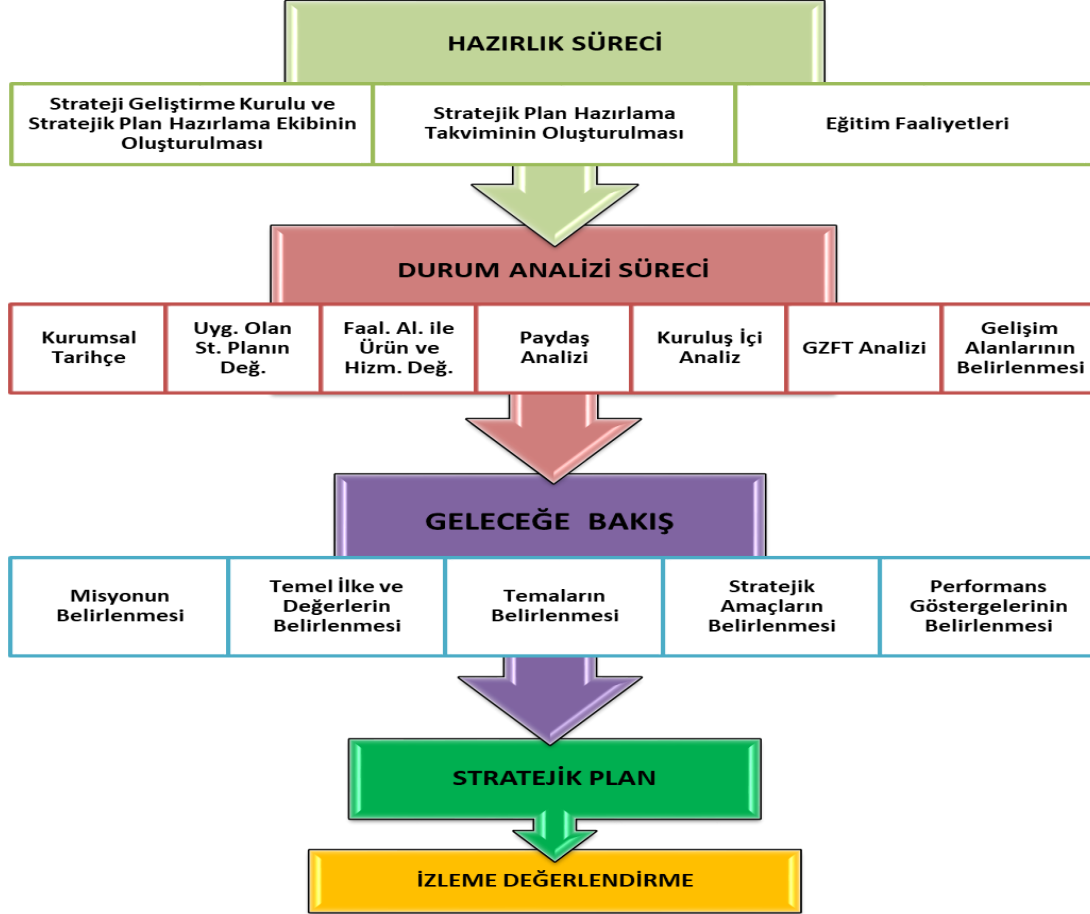 HAZIRLIK SÜRECİ
Strateji Geliştirme Kurulu ve
Stratejik Plan Hazırlama Ekibinin
Oluşturulması
Stratejik Plan Hazırlama
Takviminin Oluşturulması
Eğitim Faaliyetleri
DURUM ANALİZİ SÜRECİ
Kurumsal
Tarihçe
Uyg. Olan
St. Planın
Değ.
Faal. Al. ile
Ürün ve
Hizm. Değ.
Paydaş
Analizi
Kuruluş İçi
Analiz
GZFT Analizi
Gelişim
Alanlarının
Belirlenmesi
GELECEĞE BAKIŞ
Misyonun
Belirlenmesi
Temel İlke ve
Değerlerin
Belirlenmesi
Temaların
Belirlenmesi
Stratejik
Amaçların
Belirlenmesi
Performans
Göstergelerinin
Belirlenmesi
STRATEJİK PLAN
İZLEME DEĞERLENDİRME